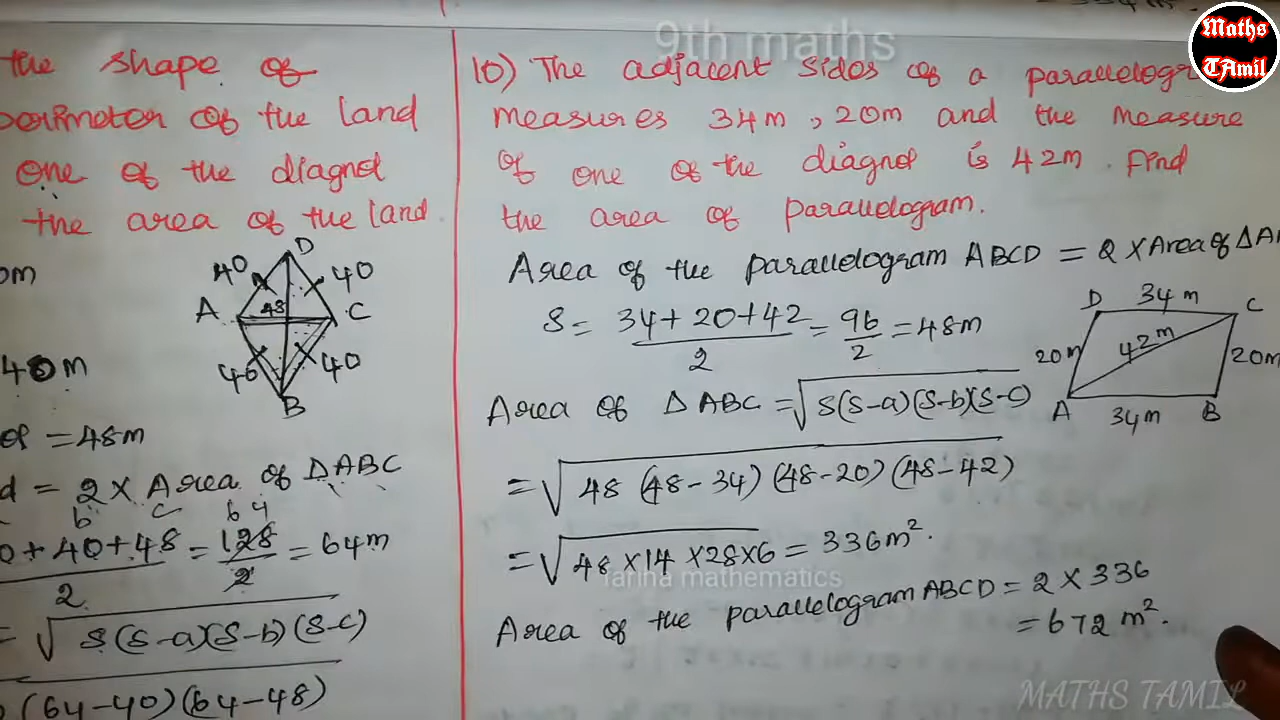 9th maths
Maths
TAmil
the shape of
perimeter of the land
one of the diagnol
the area of the land.
D
40
40
A
48
C
40
40
B
40m
= 48m
= 2 × Area of ΔABC
b
c
64
+ 40 + 48 = 128 = 64m
2
2
= √S(S-a)(S-b)(S-c)
(64-40)(64-48)
10) The adjacent sides of a
measures 34m, 20m and the measure
of one of the diagnol is 42m. Find
the area of parallelogram.
Area of the parallelogram ABCD = 2 × Area of
S = 34+20+42 = 96 = 48m
2
2
D
34 m
C
20m
42m
20m
A
34m
B
Area of ΔABC = √S(S-a)(S-b)(S-c)
= √48 (48-34) (48-20) (48-42)
= √48 ×14 ×28×6 = 336m².
farina mathematics
Area of the parallelogram ABCD = 2 × 336
= 672 m².
MATHS TAMIL